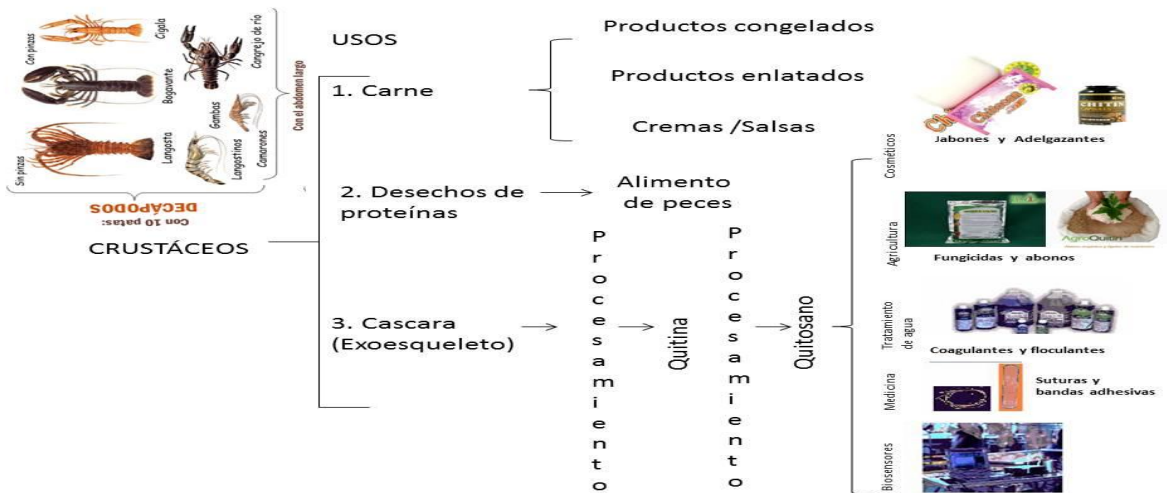 Con pinzas
Cigala
Cangrejo de río
Bogavante
Gambas
Sin pinzas
Langosta
Langostinos
Camarones
Con el abdomen largo
Con 10 patas:
DECÁPODOS
CRUSTÁCEOS
USOS
1. Carne
Productos congelados
Productos enlatados
Cremas /Salsas
2. Desechos de
proteínas
Alimento
de peces
3. Cascara
(Exoesqueleto)
Procesamiento
Quitina
Procesamiento
Quitosano
Cosméticos
CHITIN
Jabones y Adelgazantes
Agricultura
AgroQuitin
Fungicidas y abonos
Tratamiento
de agua
Coagulantes y floculantes
Medicina
Suturas y
bandas adhesivas
Biosensores